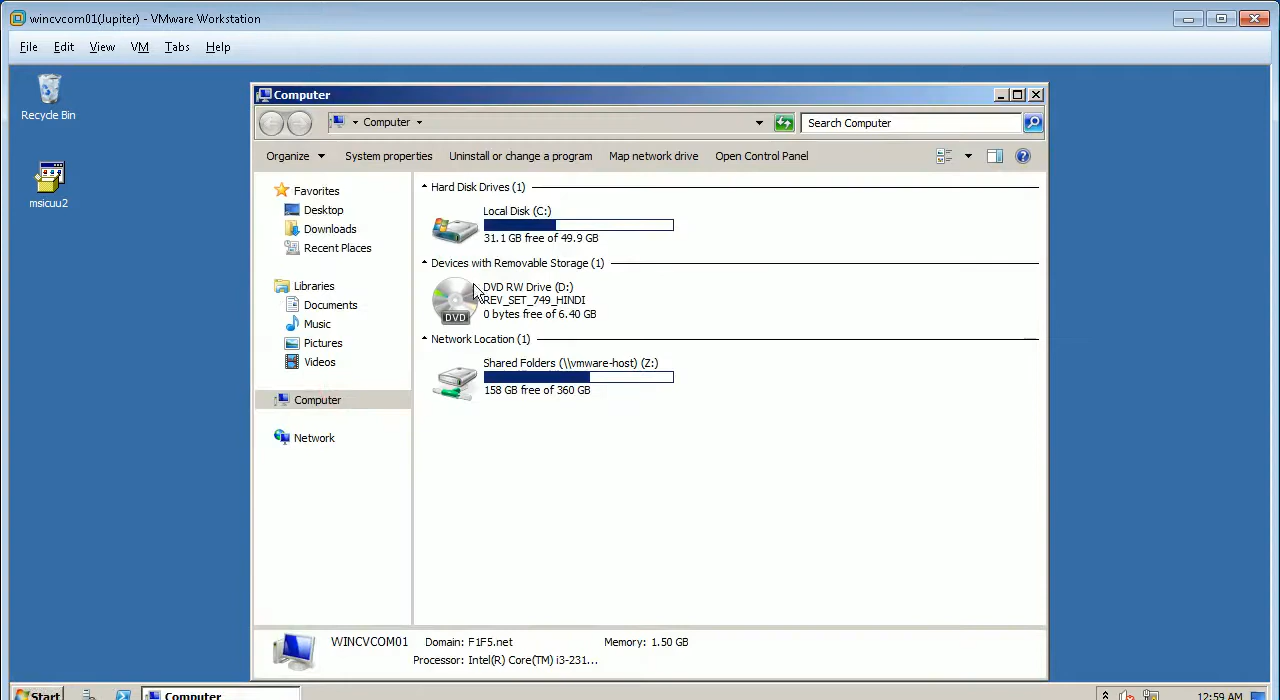 wincvcom01(Jupiter) - VMware Workstation
File Edit View VM Tabs Help
Recycle Bin
msicuu2
Computer
Computer
Search Computer
Organize System properties Uninstall or change a program Map network drive Open Control Panel
Favorites
Desktop
Downloads
Recent Places
Libraries
Documents
Music
Pictures
Videos
Computer
Network
Hard Disk Drives (1)
Local Disk (C:)
31.1 GB free of 49.9 GB
Devices with Removable Storage (1)
DVD
DVD RW Drive (D:)
REV_SET_749_HINDI
0 bytes free of 6.40 GB
Network Location (1)
Shared Folders (\\vmware-host) (Z:)
158 GB free of 360 GB
WINCVCOM01 Domain: F1F5.net Memory: 1.50 GB
Processor: Intel(R) Core(TM) i3-231...
Start Computer 12:59 AM